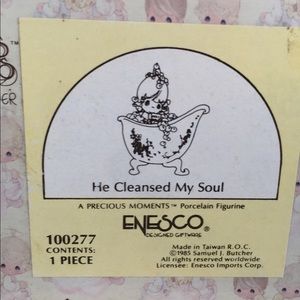 He Cleansed My Soul
A PRECIOUS MOMENTS™ Porcelain Figurine
ENESCO®
DESIGNED GIFTWARE
100277
CONTENTS:
1 PIECE
Made in Taiwan R.O.C.
©1985 Samuel J. Butcher
All rights reserved worldwide
Licensee: Enesco Imports Corp.